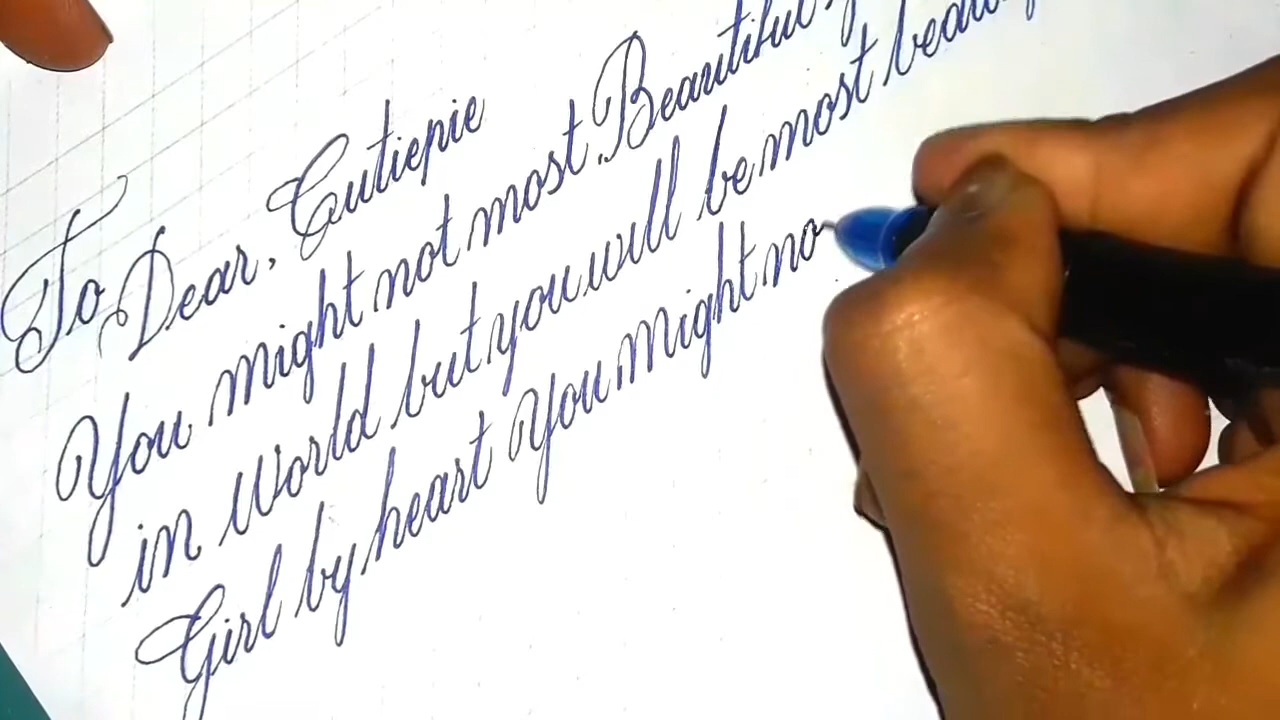 To Dear, Cutiepie
You might not most Beautiful
in World but you will be most
Girl by heart You might no